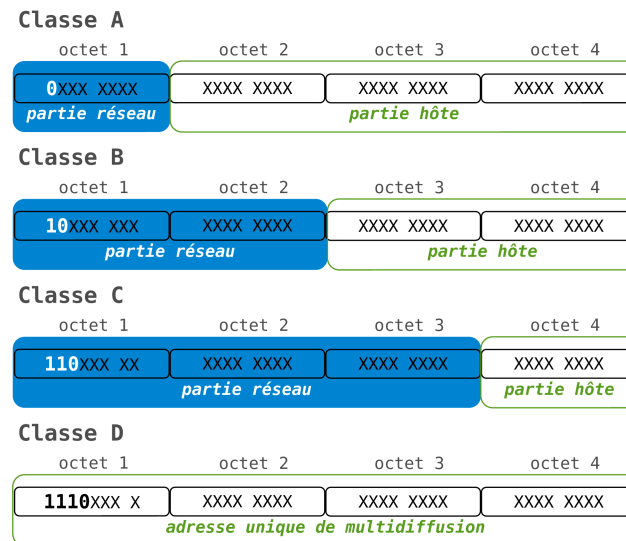 Classe A
octet 1 octet 2 octet 3 octet 4
0XXX XXXX XXXX XXXX XXXX XXXX XXXX XXXX
partie réseau partie hôte
Classe B
octet 1 octet 2 octet 3 octet 4
10XXX XXX XXXX XXXX XXXX XXXX XXXX XXXX
partie réseau partie hôte
Classe C
octet 1 octet 2 octet 3 octet 4
110XXX XX XXXX XXXX XXXX XXXX XXXX XXXX
partie réseau partie hôte
Classe D
octet 1 octet 2 octet 3 octet 4
1110XXX X XXXX XXXX XXXX XXXX XXXX XXXX
adresse unique de multidiffusion